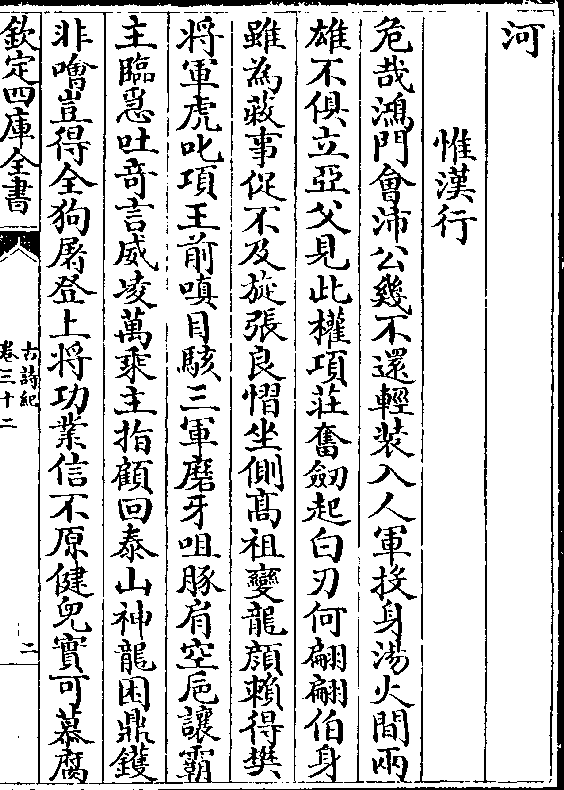 河
惟漢行
危哉鴻門會沛公幾不還輕装入人軍投身湯火間兩
雄不俱立亞父見此權項莊奮劒起白刃何翩翩伯身
雖為蔽事促不及旋張良慴坐側髙祖變龍顔賴得樊
將軍虎叱項王前嗔目駭三軍磨牙咀豚肩空卮讓霸
主臨急吐奇言威凌萬乘主指顧回泰山神龍困鼎鑊
非噲豈得全狗屠登上將功業信不原健兒實可慕腐
欽定四庫全書
古詩紀
卷三十二
二